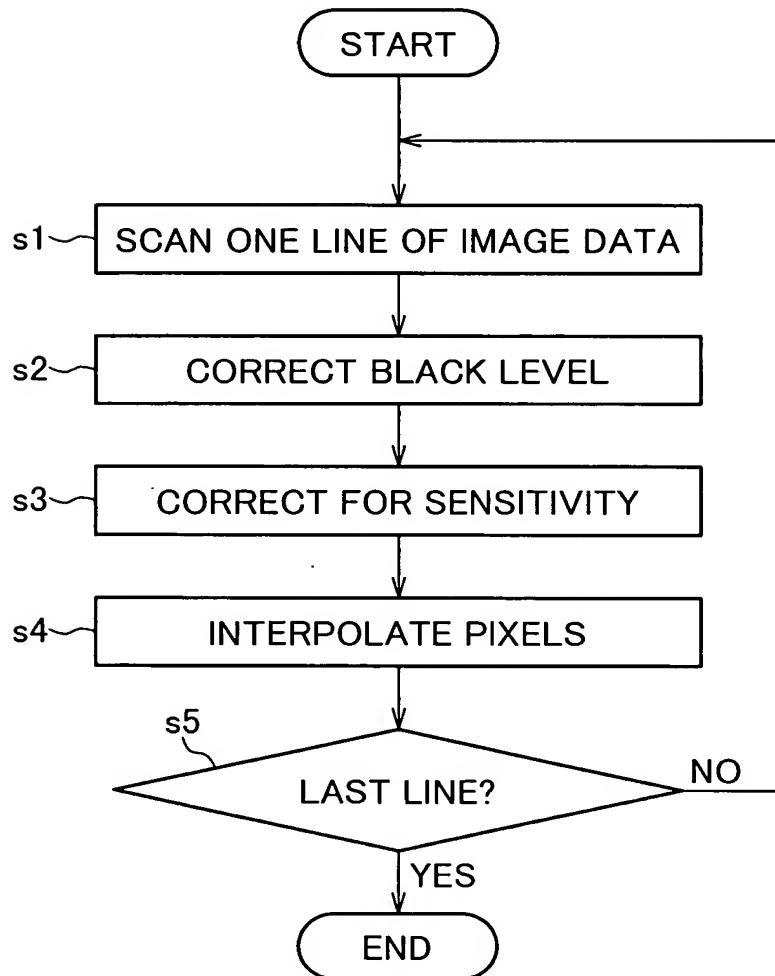 START
s1 SCAN ONE LINE OF IMAGE DATA
s2 CORRECT BLACK LEVEL
s3 CORRECT FOR SENSITIVITY
s4 INTERPOLATE PIXELS
s5
LAST LINE?
NO
YES
END